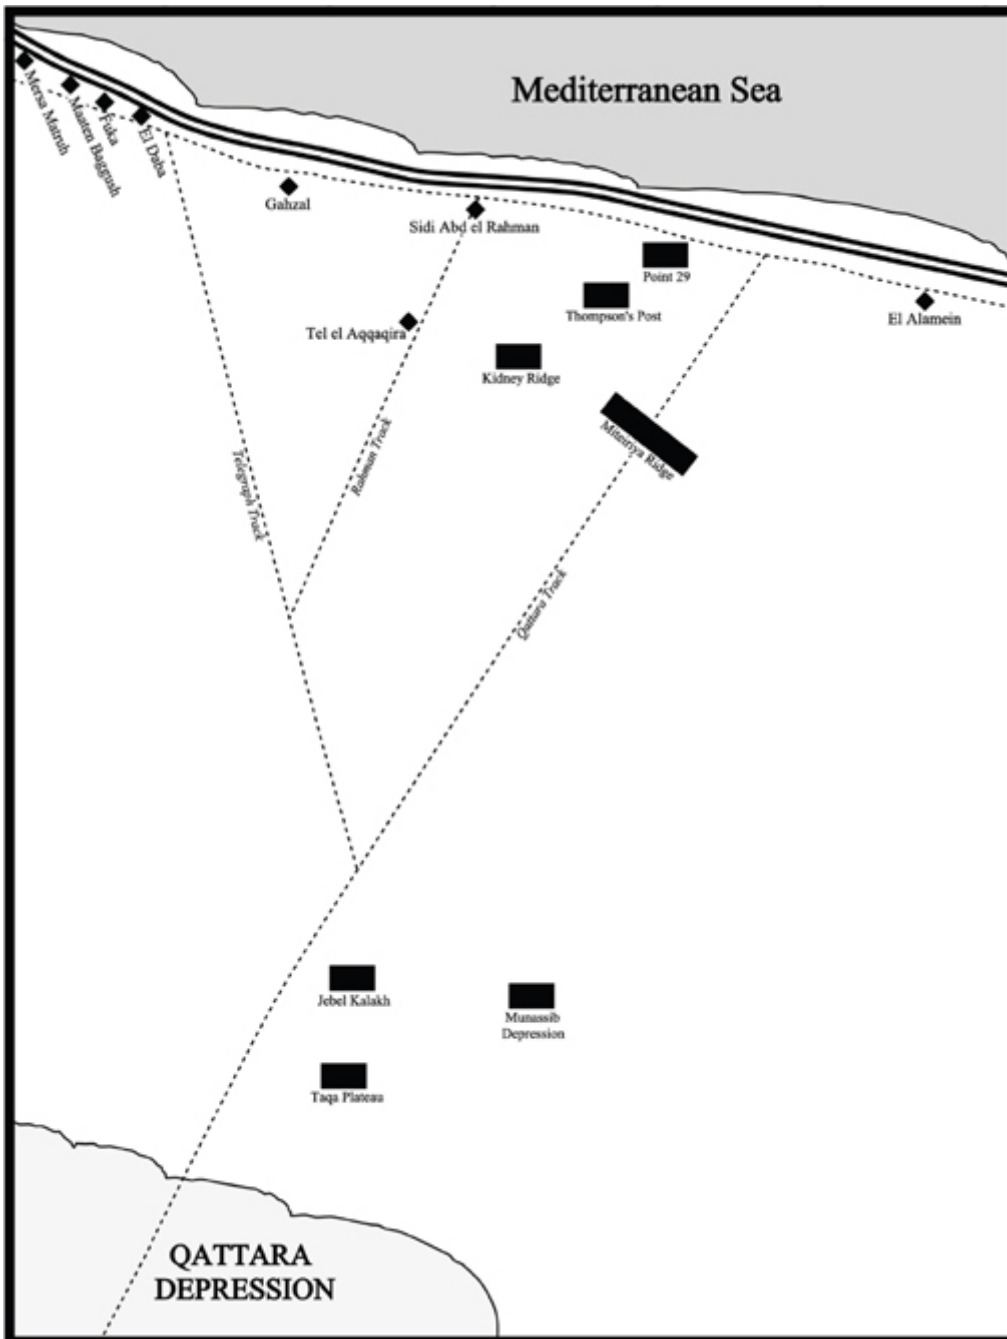 Mediterranean Sea
Mersa Matruh
Maaten Baggush
Fuka
El Daba
Gahzal
Sidi Abd el Rahman
Point 29
Thompson's Post
El Alamein
Tel el Aqqaqira
Kidney Ridge
Miteiriya Ridge
Telegraph Track
Rahman Track
Qattara Track
Jebel Kalakh
Munassib
Depression
Taqa Plateau
QATTARA
DEPRESSION